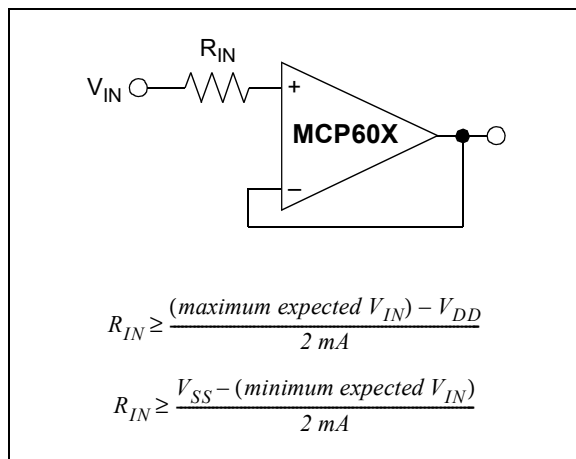 R_IN
V_IN
+
MCP60X
–
R_IN ≥ (maximum expected V_IN) – V_DD / 2 mA
R_IN ≥ V_SS – (minimum expected V_IN) / 2 mA